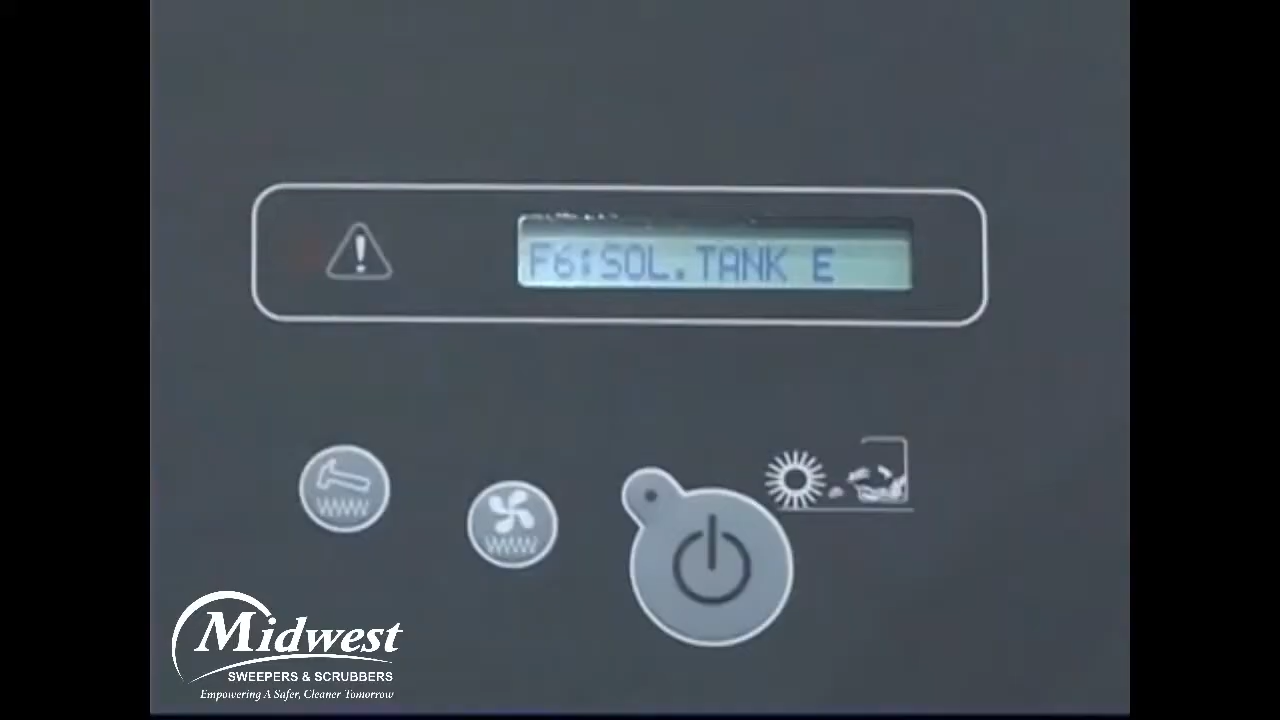 F6:SOL.TANK E
Midwest
SWEEPERS & SCRUBBERS
Empowering A Safer, Cleaner Tomorrow